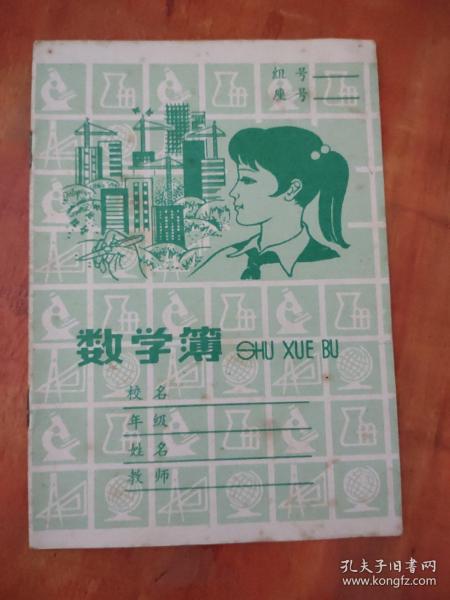 组号
座号
数学簿 SHU XUE BU
校名
年级
姓名
教师
孔夫子旧书网
www.kongfz.com